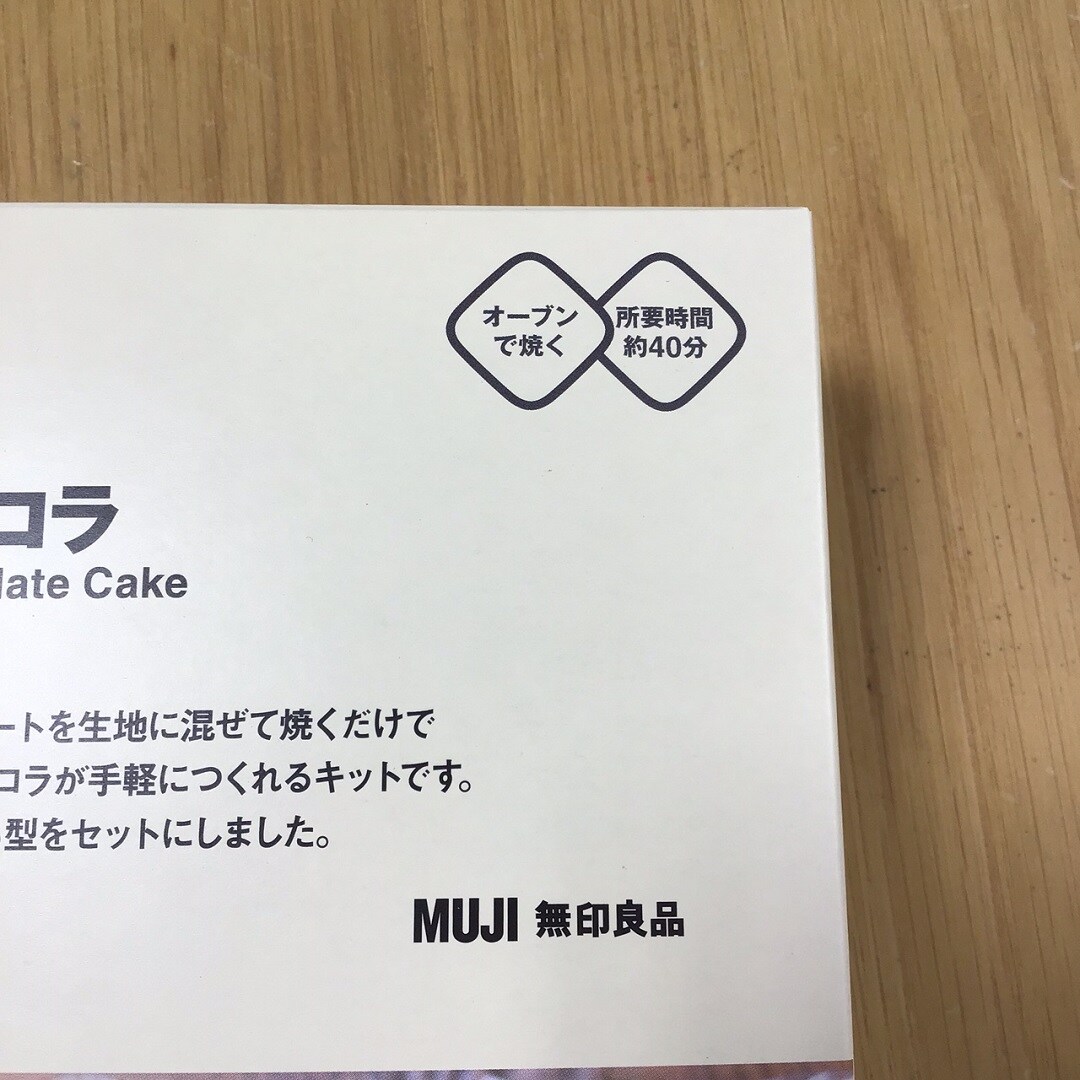 オーブン
で焼く
所要時間
約40分
コラ
late Cake
ートを生地に混ぜて焼くだけで
コラが手軽につくれるキットです。
型をセットにしました。
MUJI 無印良品